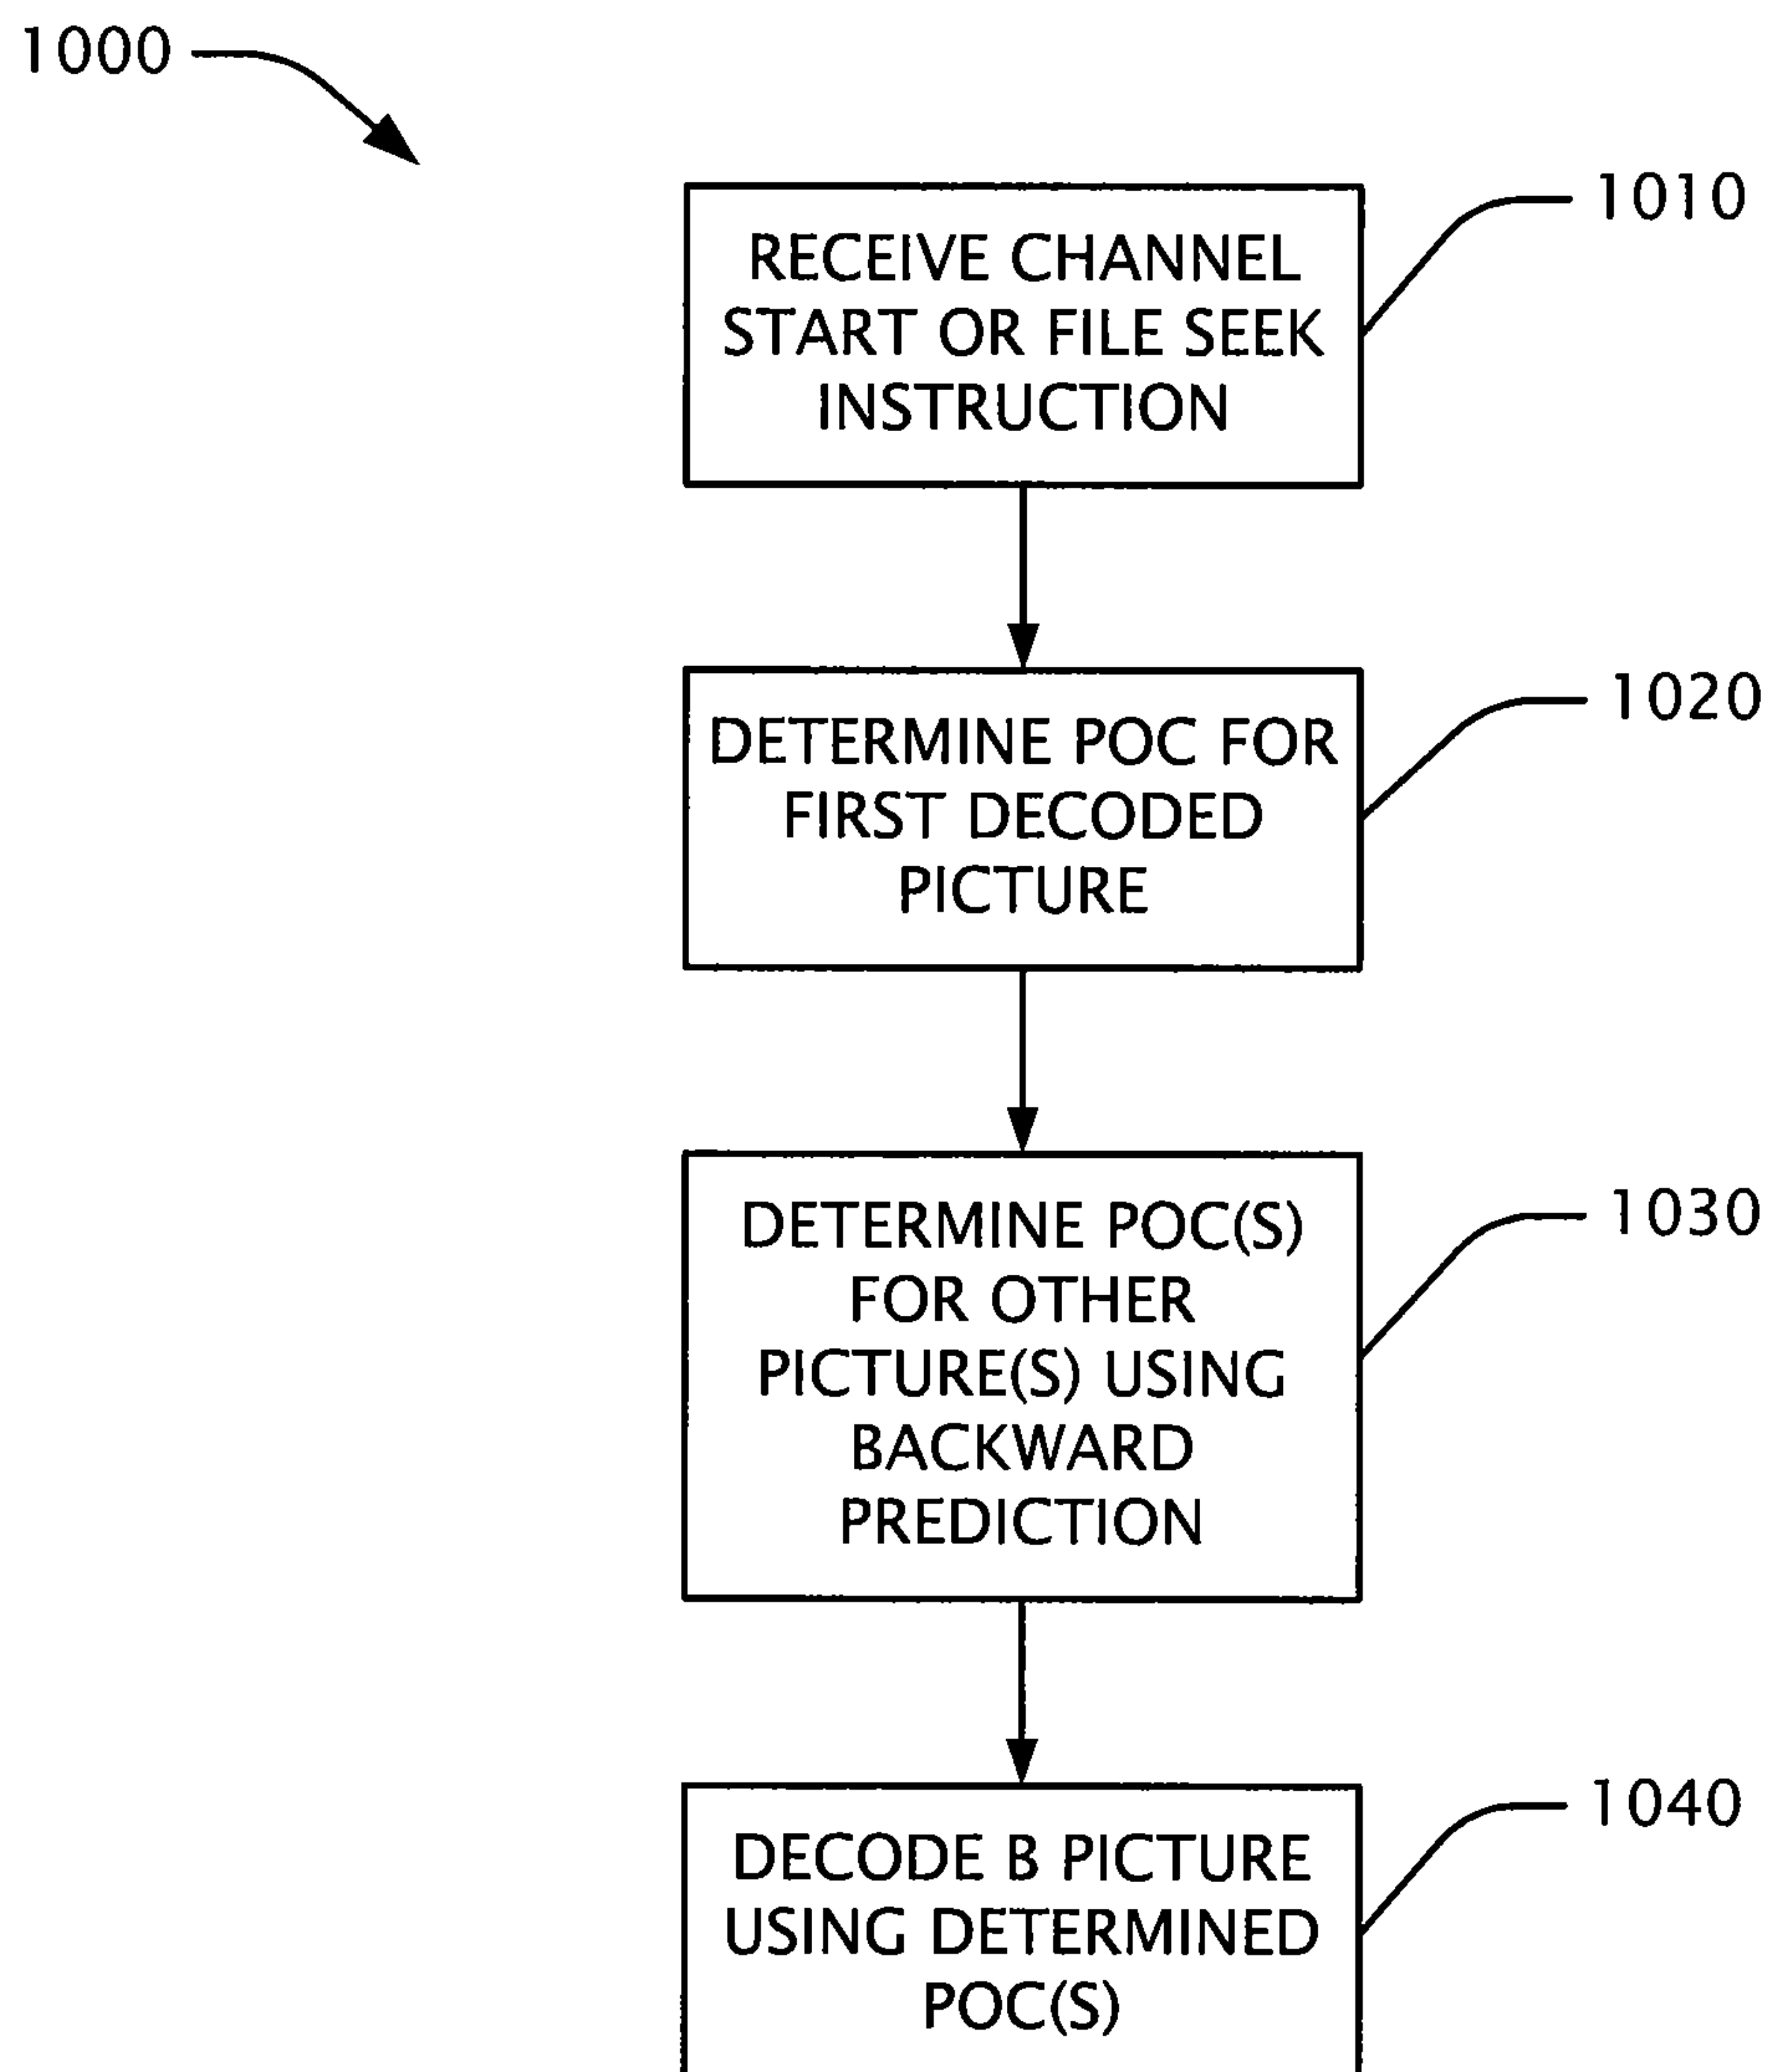 1000
1010
RECEIVE CHANNEL
START OR FILE SEEK
INSTRUCTION
1020
DETERMINE POC FOR
FIRST DECODED
PICTURE
1030
DETERMINE POC(S)
FOR OTHER
PICTURE(S) USING
BACKWARD
PREDICTION
1040
DECODE B PICTURE
USING DETERMINED
POC(S)